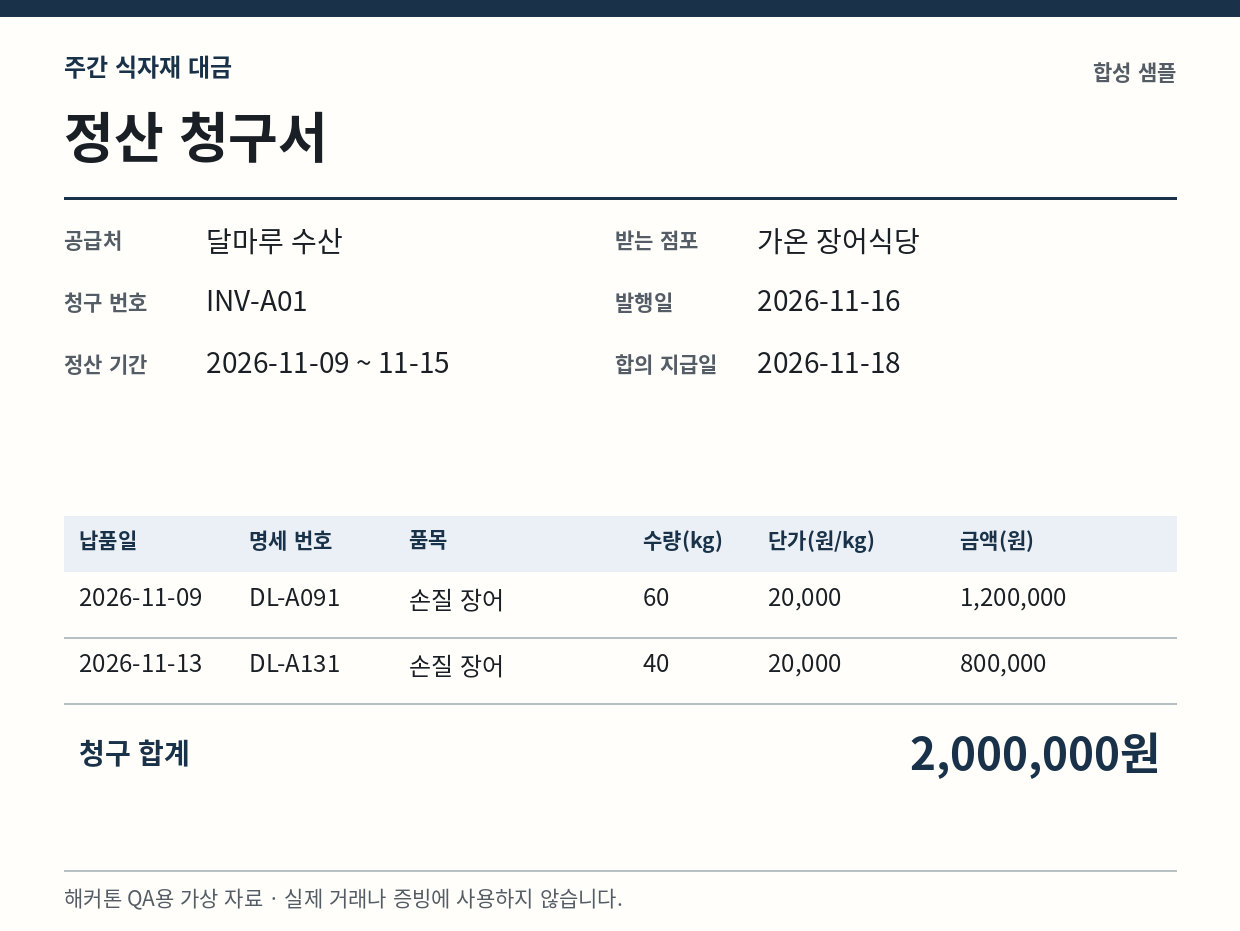 주간 식자재 대금
합성 샘플
정산 청구서
공급처 달마루 수산 받는 점포 가온 장어식당
청구 번호 INV-A01 발행일 2026-11-16
정산 기간 2026-11-09 ~ 11-15 합의 지급일 2026-11-18
납품일 명세 번호 품목 수량(kg) 단가(원/kg) 금액(원)
2026-11-09 DL-A091 손질 장어 60 20,000 1,200,000
2026-11-13 DL-A131 손질 장어 40 20,000 800,000
청구 합계 2,000,000원
해커톤 QA용 가상 자료 · 실제 거래나 증빙에 사용하지 않습니다.